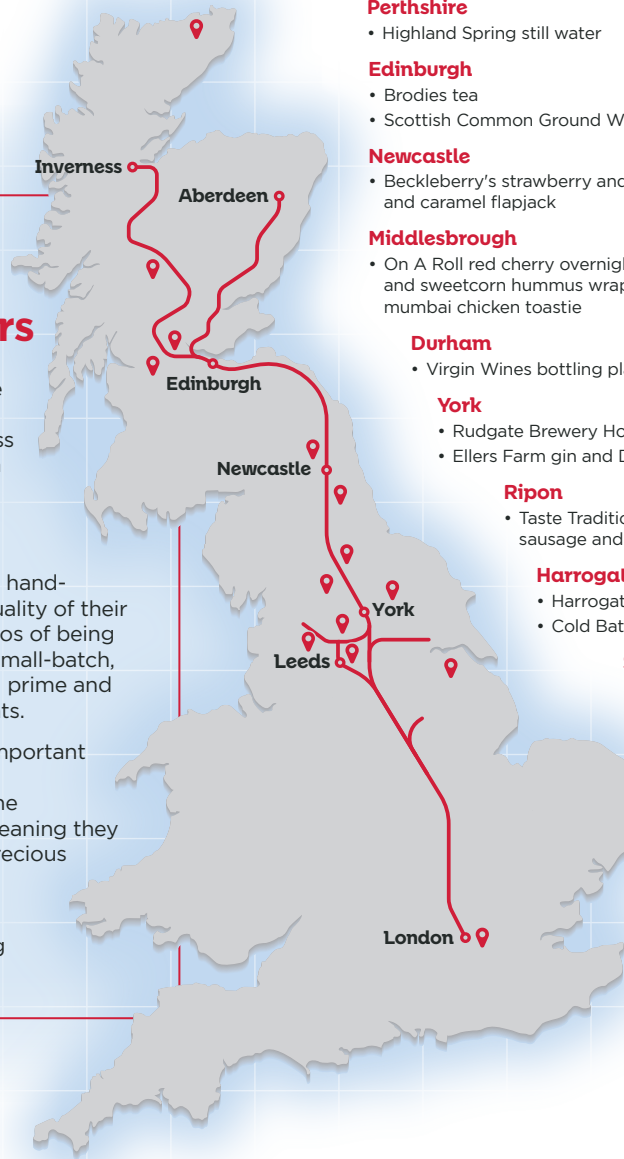 Perthshire
• Highland Spring still water
Edinburgh
• Brodies tea
• Scottish Common Ground W
Newcastle
• Beckleberry's strawberry and
and caramel flapjack
Middlesbrough
• On A Roll red cherry overnigh
and sweetcorn hummus wrap
mumbai chicken toastie
Durham
• Virgin Wines bottling pla
York
• Rudgate Brewery Ho
• Ellers Farm gin and D
Ripon
• Taste Traditio
sausage and
Harrogat
• Harrogat
• Cold Bat
rs
e
ss
hand-
uality of their
os of being
mall-batch,
prime and
ts.
mportant
ne
eaning they
recious
g
Inverness
Aberdeen
Edinburgh
Newcastle
York
Leeds
London